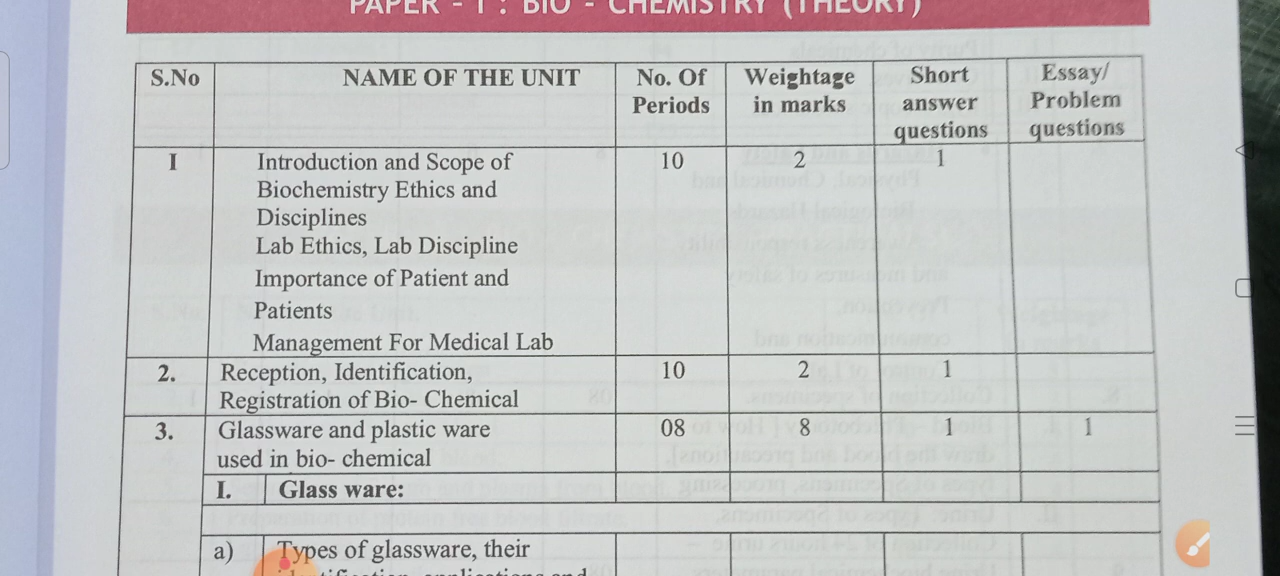 PAPER - I : BIO - CHEMISTRY (THEORY)
S.No NAME OF THE UNIT No. Of Periods Weightage in marks Short answer questions Essay/ Problem questions
I Introduction and Scope of 10 2 1
Biochemistry Ethics and
Disciplines
Lab Ethics, Lab Discipline
Importance of Patient and
Patients
Management For Medical Lab
2. Reception, Identification, 10 2 1
Registration of Bio- Chemical
3. Glassware and plastic ware 08 8 1 1
used in bio- chemical
I. Glass ware:
a) Types of glassware, their
applications and